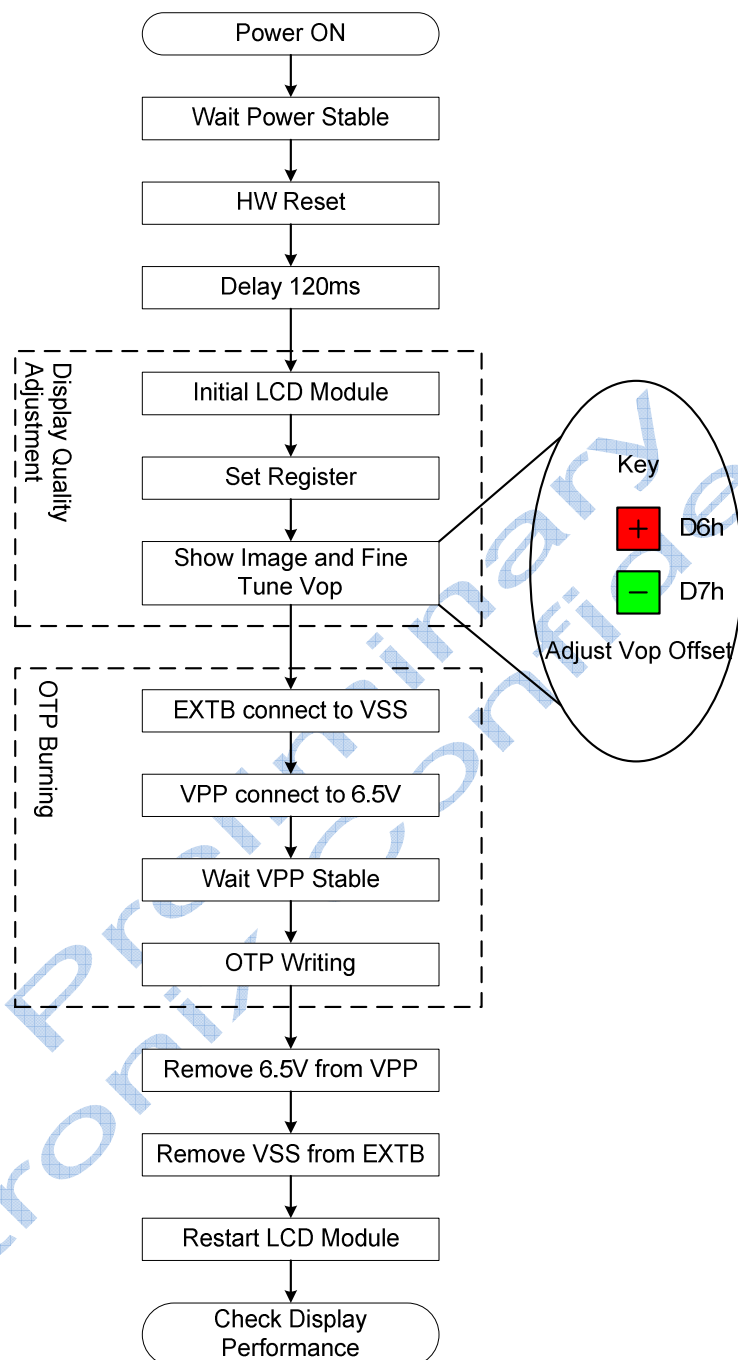 Power ON
Wait Power Stable
HW Reset
Delay 120ms
Display Quality
Adjustment
Initial LCD Module
Set Register
Show Image and Fine
Tune Vop
Key
+ D6h
− D7h
Adjust Vop Offset
OTP Burning
EXTB connect to VSS
VPP connect to 6.5V
Wait VPP Stable
OTP Writing
Remove 6.5V from VPP
Remove VSS from EXTB
Restart LCD Module
Check Display
Performance
Preliminary